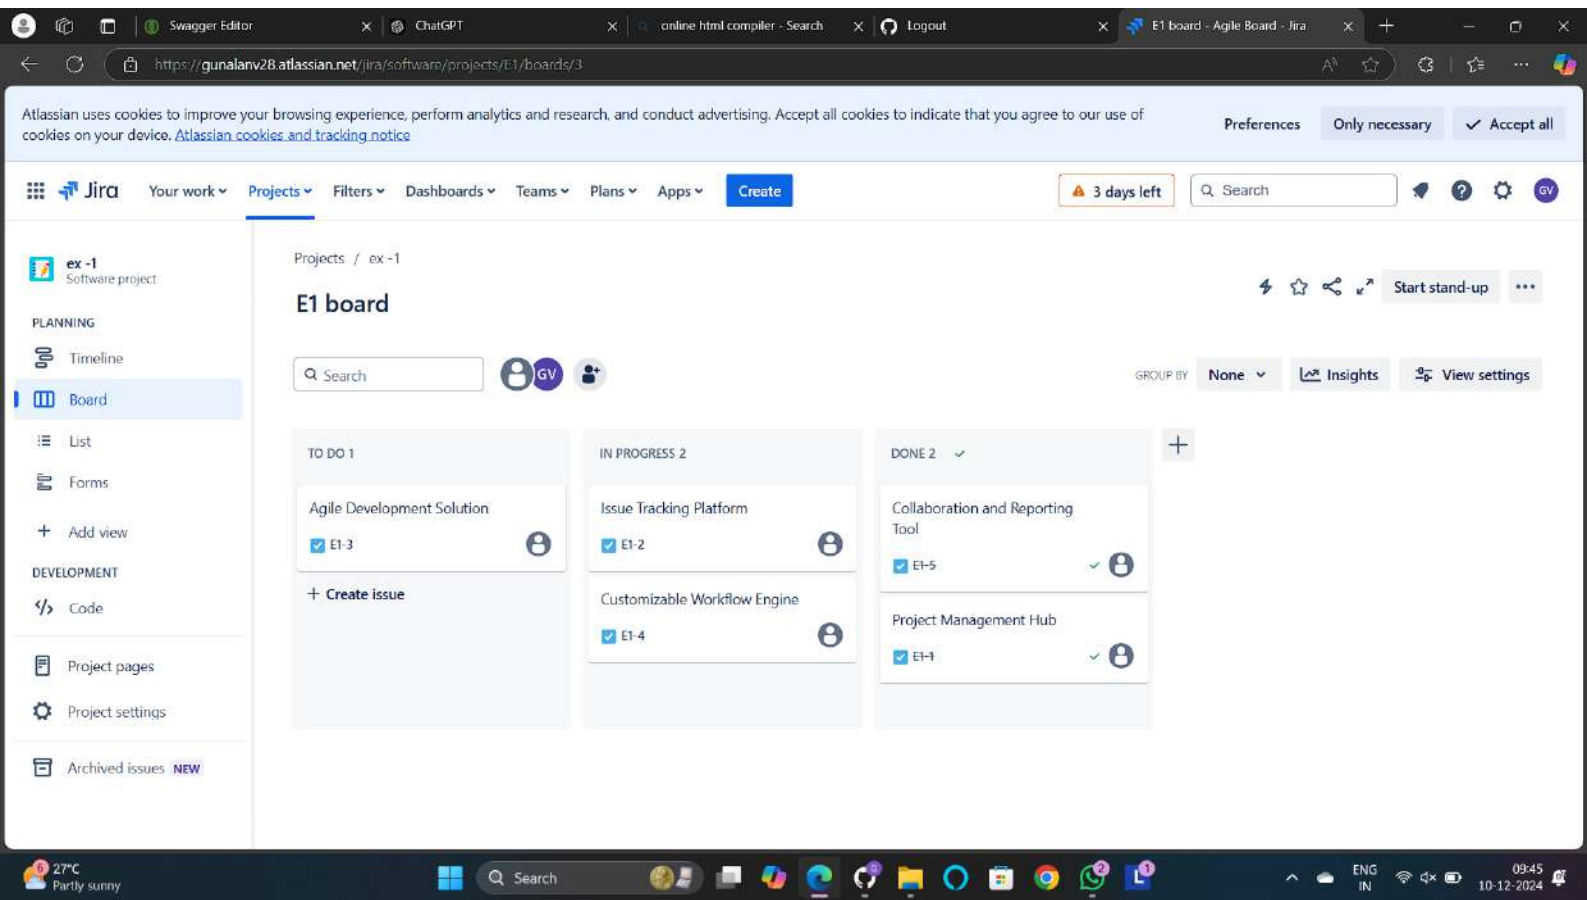 Swagger Editor
ChatGPT
online html compiler - Search
Logout
E1 board - Agile Board - Jira
https://gunalanv28.atlassian.net/jira/software/projects/E1/boards/3
Atlassian uses cookies to improve your browsing experience, perform analytics and research, and conduct advertising. Accept all cookies to indicate that you agree to our use of
cookies on your device. Atlassian cookies and tracking notice
Preferences
Only necessary
Accept all
Jira
Your work
Projects
Filters
Dashboards
Teams
Plans
Apps
Create
3 days left
Search
GV
ex -1
Software project
PLANNING
Timeline
Board
List
Forms
Add view
DEVELOPMENT
Code
Project pages
Project settings
Archived issues NEW
Projects / ex -1
E1 board
Start stand-up
Search
GV
GROUP BY
None
Insights
View settings
TO DO 1
Agile Development Solution
E1-3
+ Create issue
IN PROGRESS 2
Issue Tracking Platform
E1-2
Customizable Workflow Engine
E1-4
DONE 2
Collaboration and Reporting
Tool
E1-5
Project Management Hub
E1-1
6
27°C
Partly sunny
Search
9
1
ENG
IN
09:45
10-12-2024